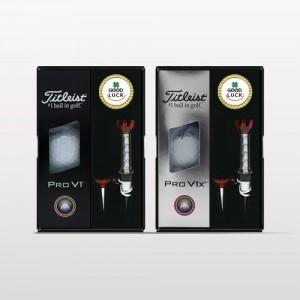 GOOD
LUCK
Titleist
#1 ball in golf.
PRO V1
GOOD
LUCK
Titleist
#1 ball in golf.
PRO V1x